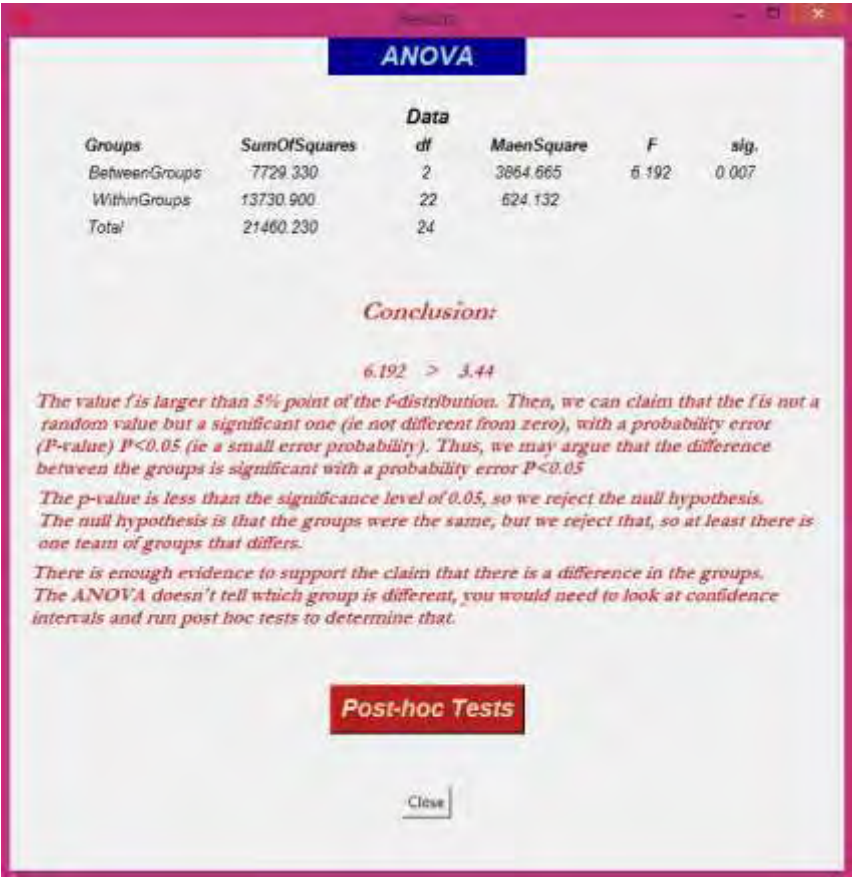 ANOVA
Data
Groups SumOfSquares df MaenSquare F sig.
BetweenGroups 7729.330 2 3864.665 6.192 0.007
WithinGroups 13730.900 22 624.132
Total 21460.230 24
Conclusion:
6.192 > 3.44
The value f is larger than 5% point of the f-distribution. Then, we can claim that the f is not a
random value but a significant one (ie not different from zero), with a probability error
(P-value) P<0.05 (ie a small error probability). Thus, we may argue that the difference
between the groups is significant with a probability error P<0.05
The p-value is less than the significance level of 0.05, so we reject the null hypothesis.
The null hypothesis is that the groups were the same, but we reject that, so at least there is
one team of groups that differs.
There is enough evidence to support the claim that there is a difference in the groups.
The ANOVA doesn't tell which group is different, you would need to look at confidence
intervals and run post hoc tests to determine that.
Post-hoc Tests
Close